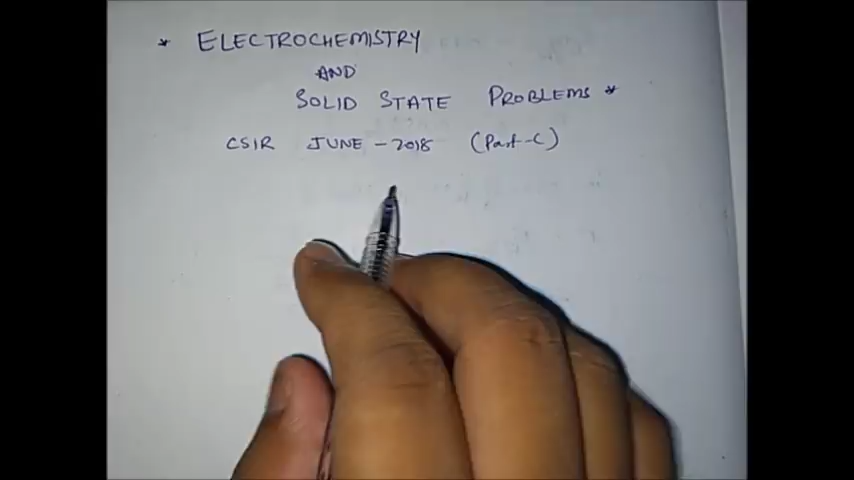 * ELECTROCHEMISTRY
AND
SOLID STATE PROBLEMS *
CSIR JUNE - 2018 (Part-C)